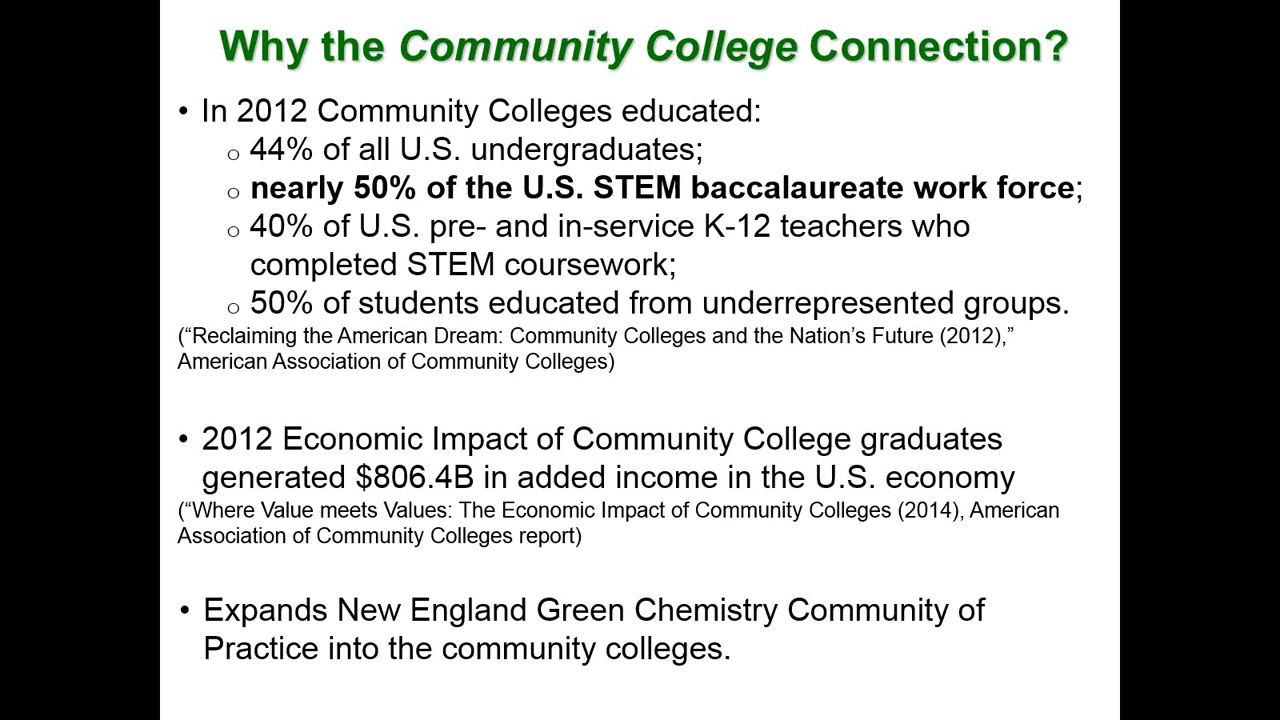 Why the Community College Connection?
• In 2012 Community Colleges educated:
o 44% of all U.S. undergraduates;
o nearly 50% of the U.S. STEM baccalaureate work force;
o 40% of U.S. pre- and in-service K-12 teachers who
completed STEM coursework;
o 50% of students educated from underrepresented groups.
(“Reclaiming the American Dream: Community Colleges and the Nation’s Future (2012),”
American Association of Community Colleges)
• 2012 Economic Impact of Community College graduates
generated $806.4B in added income in the U.S. economy
(“Where Value meets Values: The Economic Impact of Community Colleges (2014), American
Association of Community Colleges report)
• Expands New England Green Chemistry Community of
Practice into the community colleges.